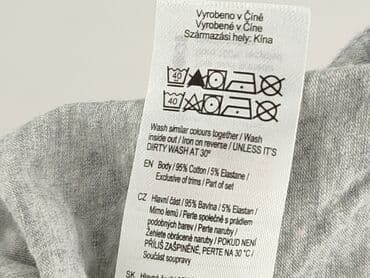 Vyrobeno v Číně
Vyrobené v Číne
Származási hely: Kína
40
40
Wash similar colours together / Wash
inside out / Iron on reverse / UNLESS IT'S
DIRTY WASH AT 30°
EN Body / 95% Cotton / 5% Elastane /
Exclusive of trims / Part of set
CZ Hlavní část / 95% Bavlna / 5% Elastan /
Mimo lemů / Perte společně s prádlem
podobných barev / Perte naruby /
Žehlete obrácené naruby / POKUD NENÍ
PŘÍLIŠ ZAŠPINĚNÉ, PERTE NA 30 °C /
Součást soupravy
SK